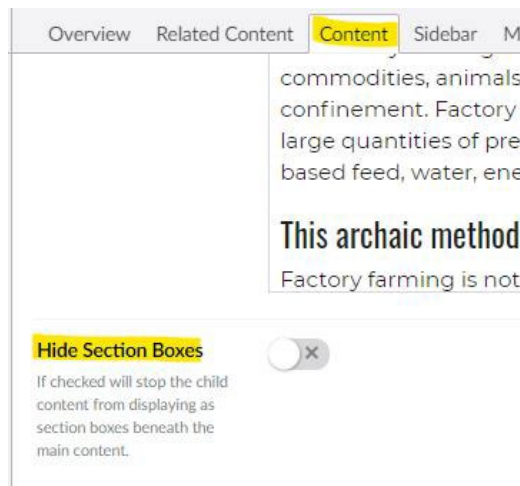 Overview Related Content Content Sidebar M
commodities, animals
confinement. Factory
large quantities of pre
based feed, water, ene
This archaic method
Factory farming is not
Hide Section Boxes
If checked will stop the child
content from displaying as
section boxes beneath the
main content.